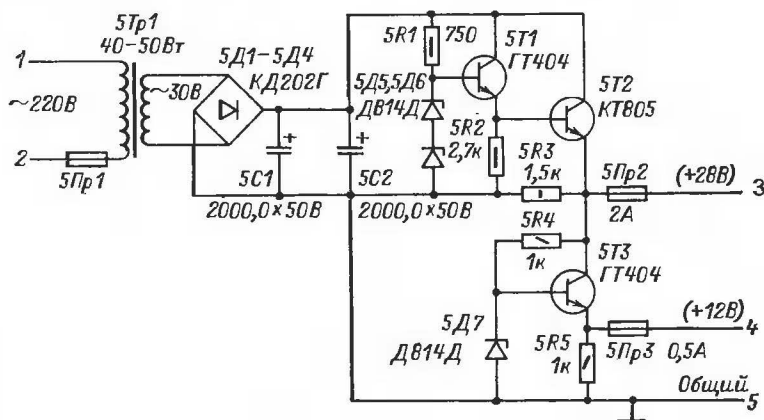 5Тр1
40-50Вт
1
~220В
2
5Пр1
~30В
5Д1-5Д4
КД202Г
+
5С1
2000,0×50В
+
5С2
2000,0×50В
5R1
750
5Д5,5Д6
Д814Д
5Т1
ГТ404
5R2
2,7к
5Т2
КТ805
5R3
1,5к
5Пр2
2А
(+28В)
3
5R4
1к
5Т3
ГТ404
5Д7
Д814Д
5R5
1к
5Пр3
0,5А
(+12В)
4
Общий
5